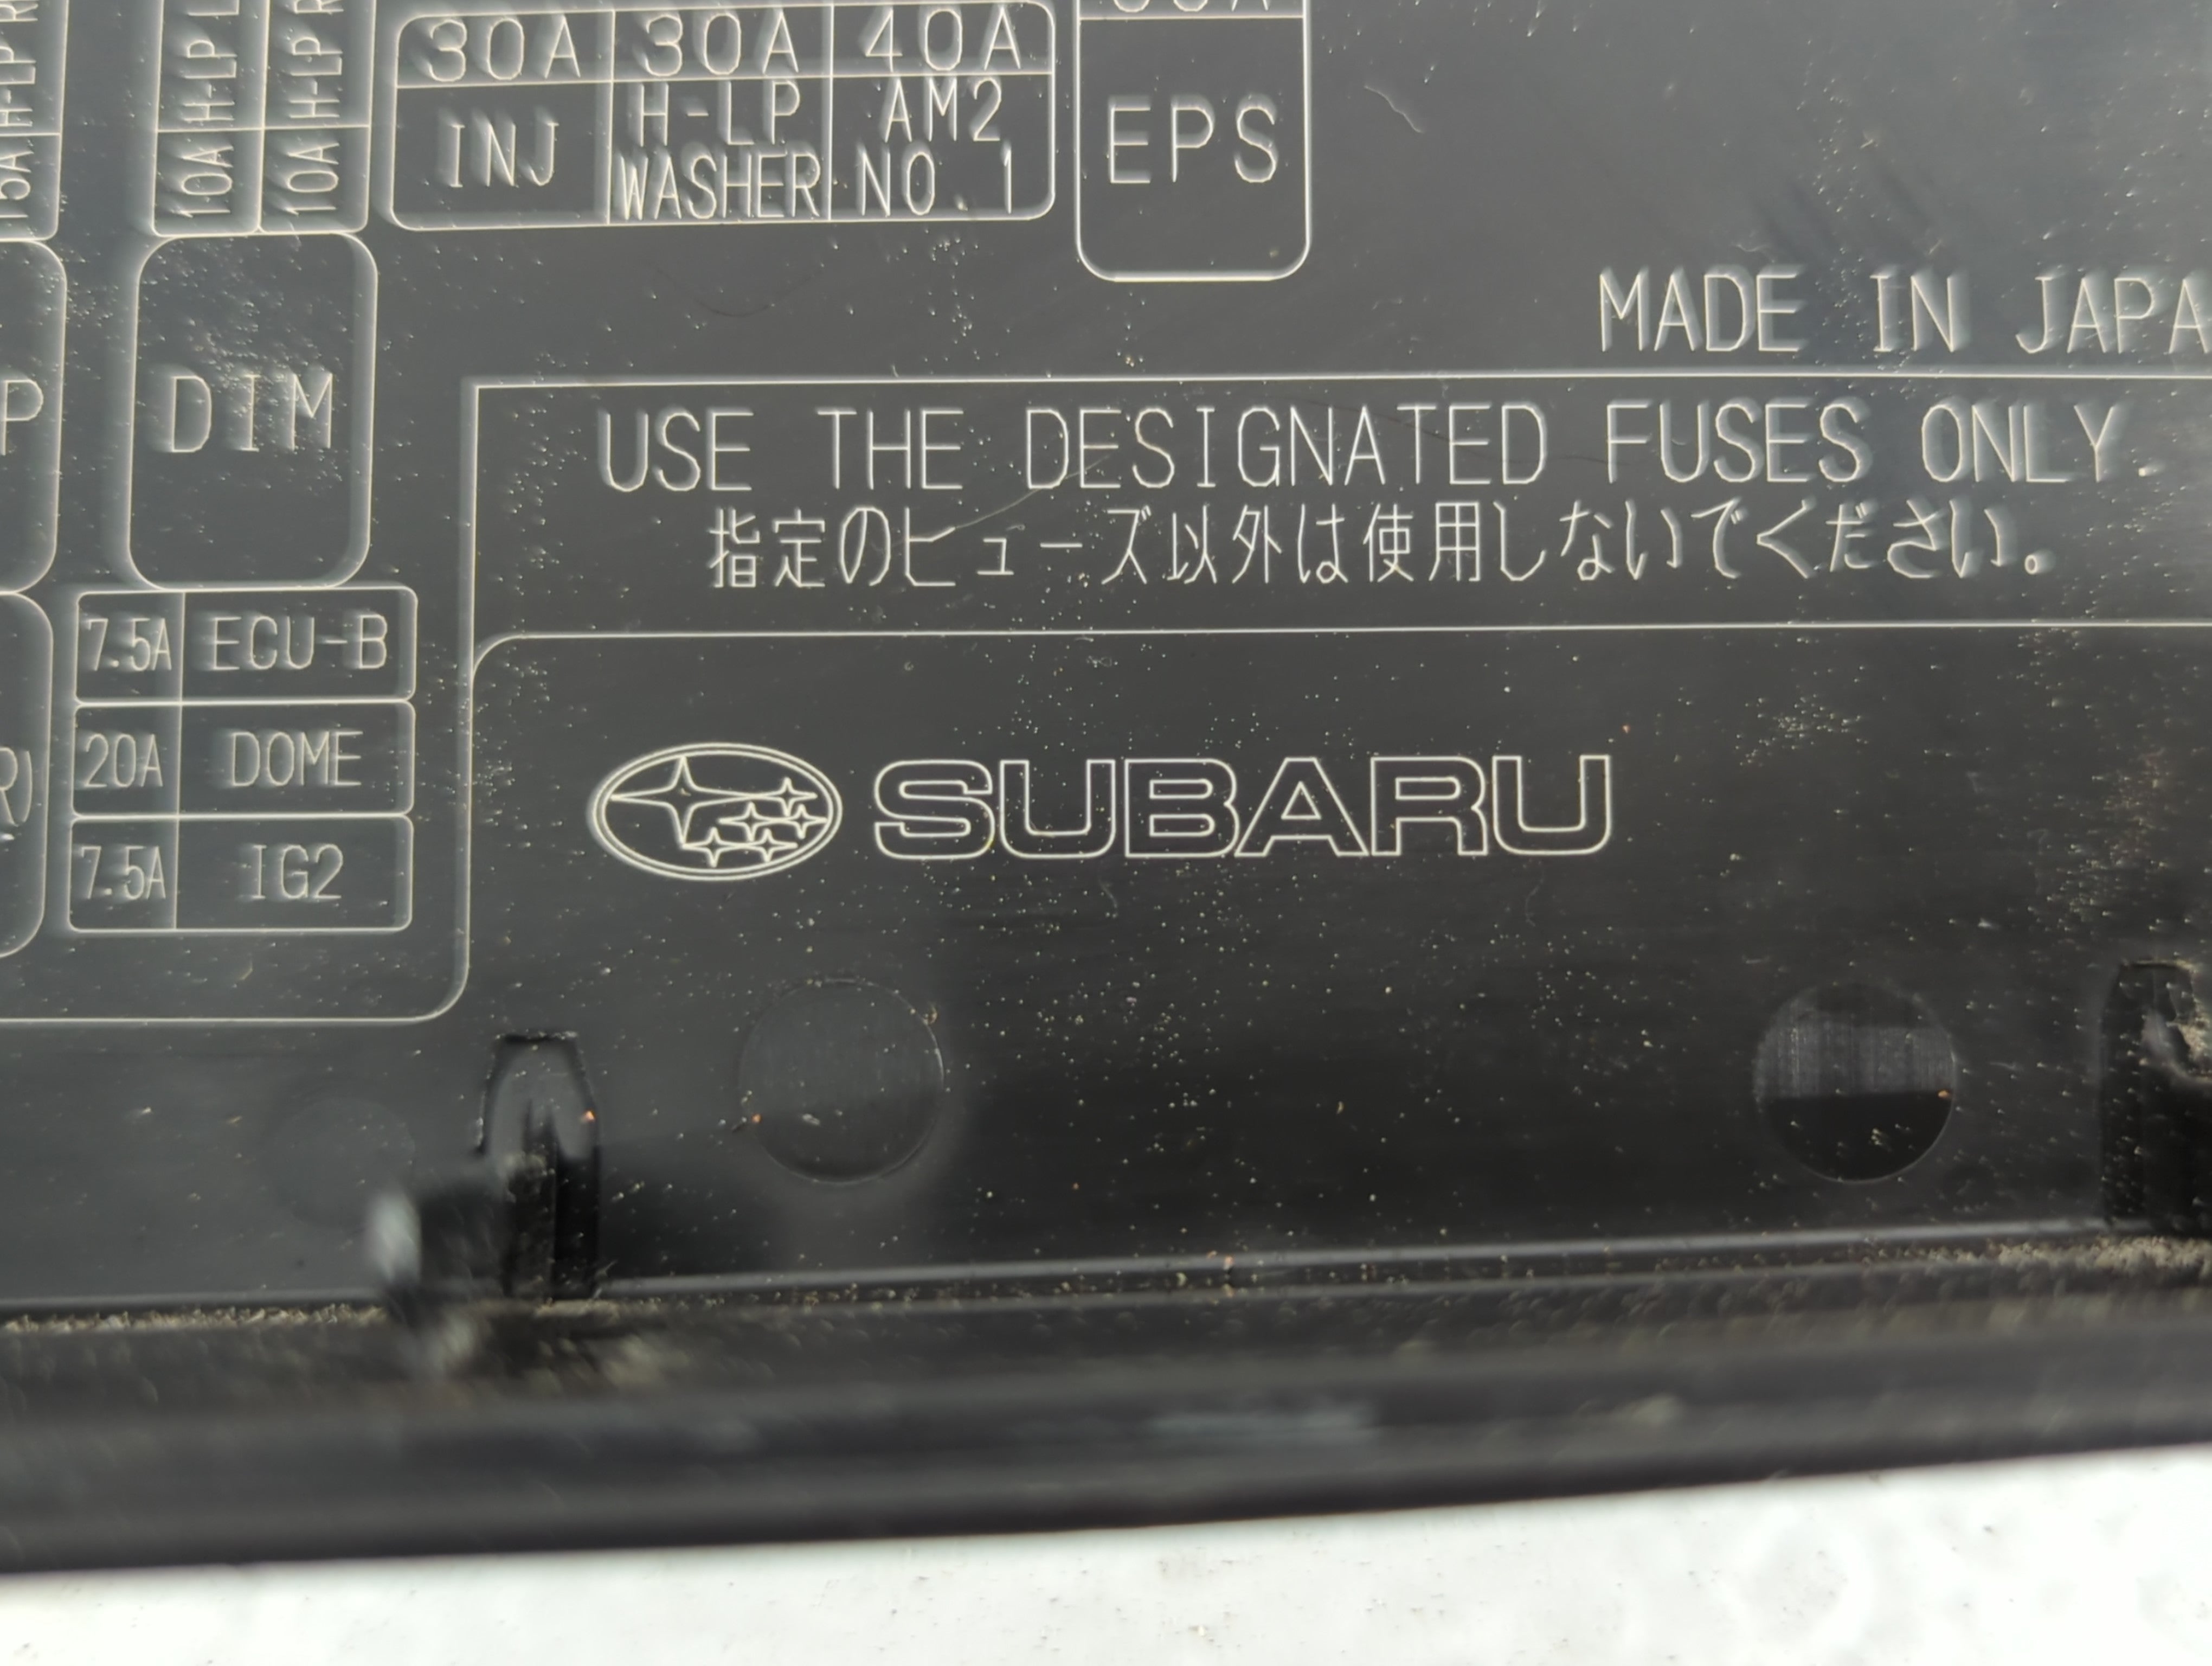 10A H-LP L
10A H-LP R
30A 30A 40A
INJ H-LP WASHER AM2 NO.1
EPS
MADE IN JAPA
DIM
USE THE DESIGNATED FUSES ONLY.
指定のヒューズ以外は使用しないでください。
7.5A ECU-B
20A DOME
7.5A IG2
SUBARU